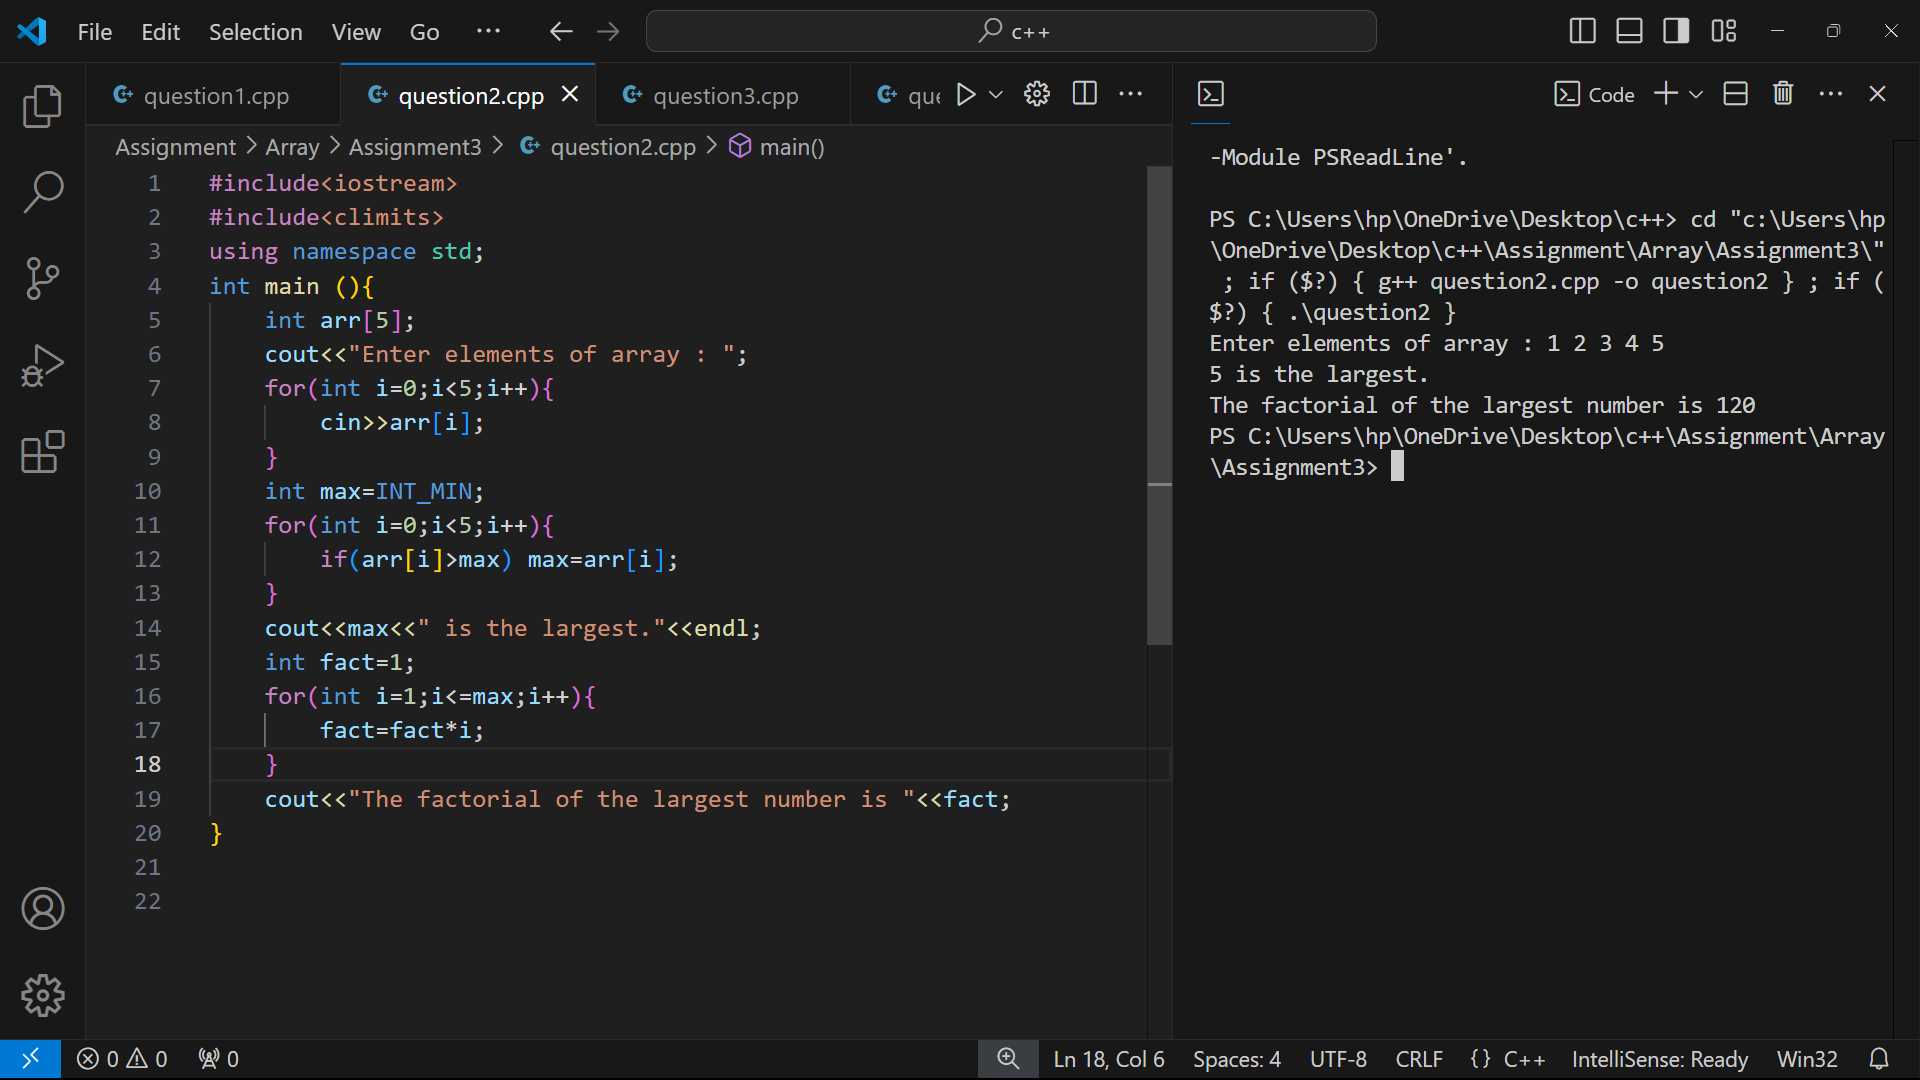 File Edit Selection View Go ···
c++
question1.cpp question2.cpp question3.cpp que
Assignment > Array > Assignment3 > question2.cpp > main()
1 #include<iostream>
2 #include<climits>
3 using namespace std;
4 int main (){
5     int arr[5];
6     cout<<"Enter elements of array : ";
7     for(int i=0;i<5;i++){
8         cin>>arr[i];
9     }
10     int max=INT_MIN;
11     for(int i=0;i<5;i++){
12         if(arr[i]>max) max=arr[i];
13     }
14     cout<<max<<" is the largest."<<endl;
15     int fact=1;
16     for(int i=1;i<=max;i++){
17         fact=fact*i;
18     }
19     cout<<"The factorial of the largest number is "<<fact;
20 }
21
22
Code
-Module PSReadLine'.
PS C:\Users\hp\OneDrive\Desktop\c++> cd "c:\Users\hp
\OneDrive\Desktop\c++\Assignment\Array\Assignment3\"
 ; if ($?) { g++ question2.cpp -o question2 } ; if (
$?) { .\question2 }
Enter elements of array : 1 2 3 4 5
5 is the largest.
The factorial of the largest number is 120
PS C:\Users\hp\OneDrive\Desktop\c++\Assignment\Array
\Assignment3>
0 0 0 Ln 18, Col 6 Spaces: 4 UTF-8 CRLF {} C++ IntelliSense: Ready Win32